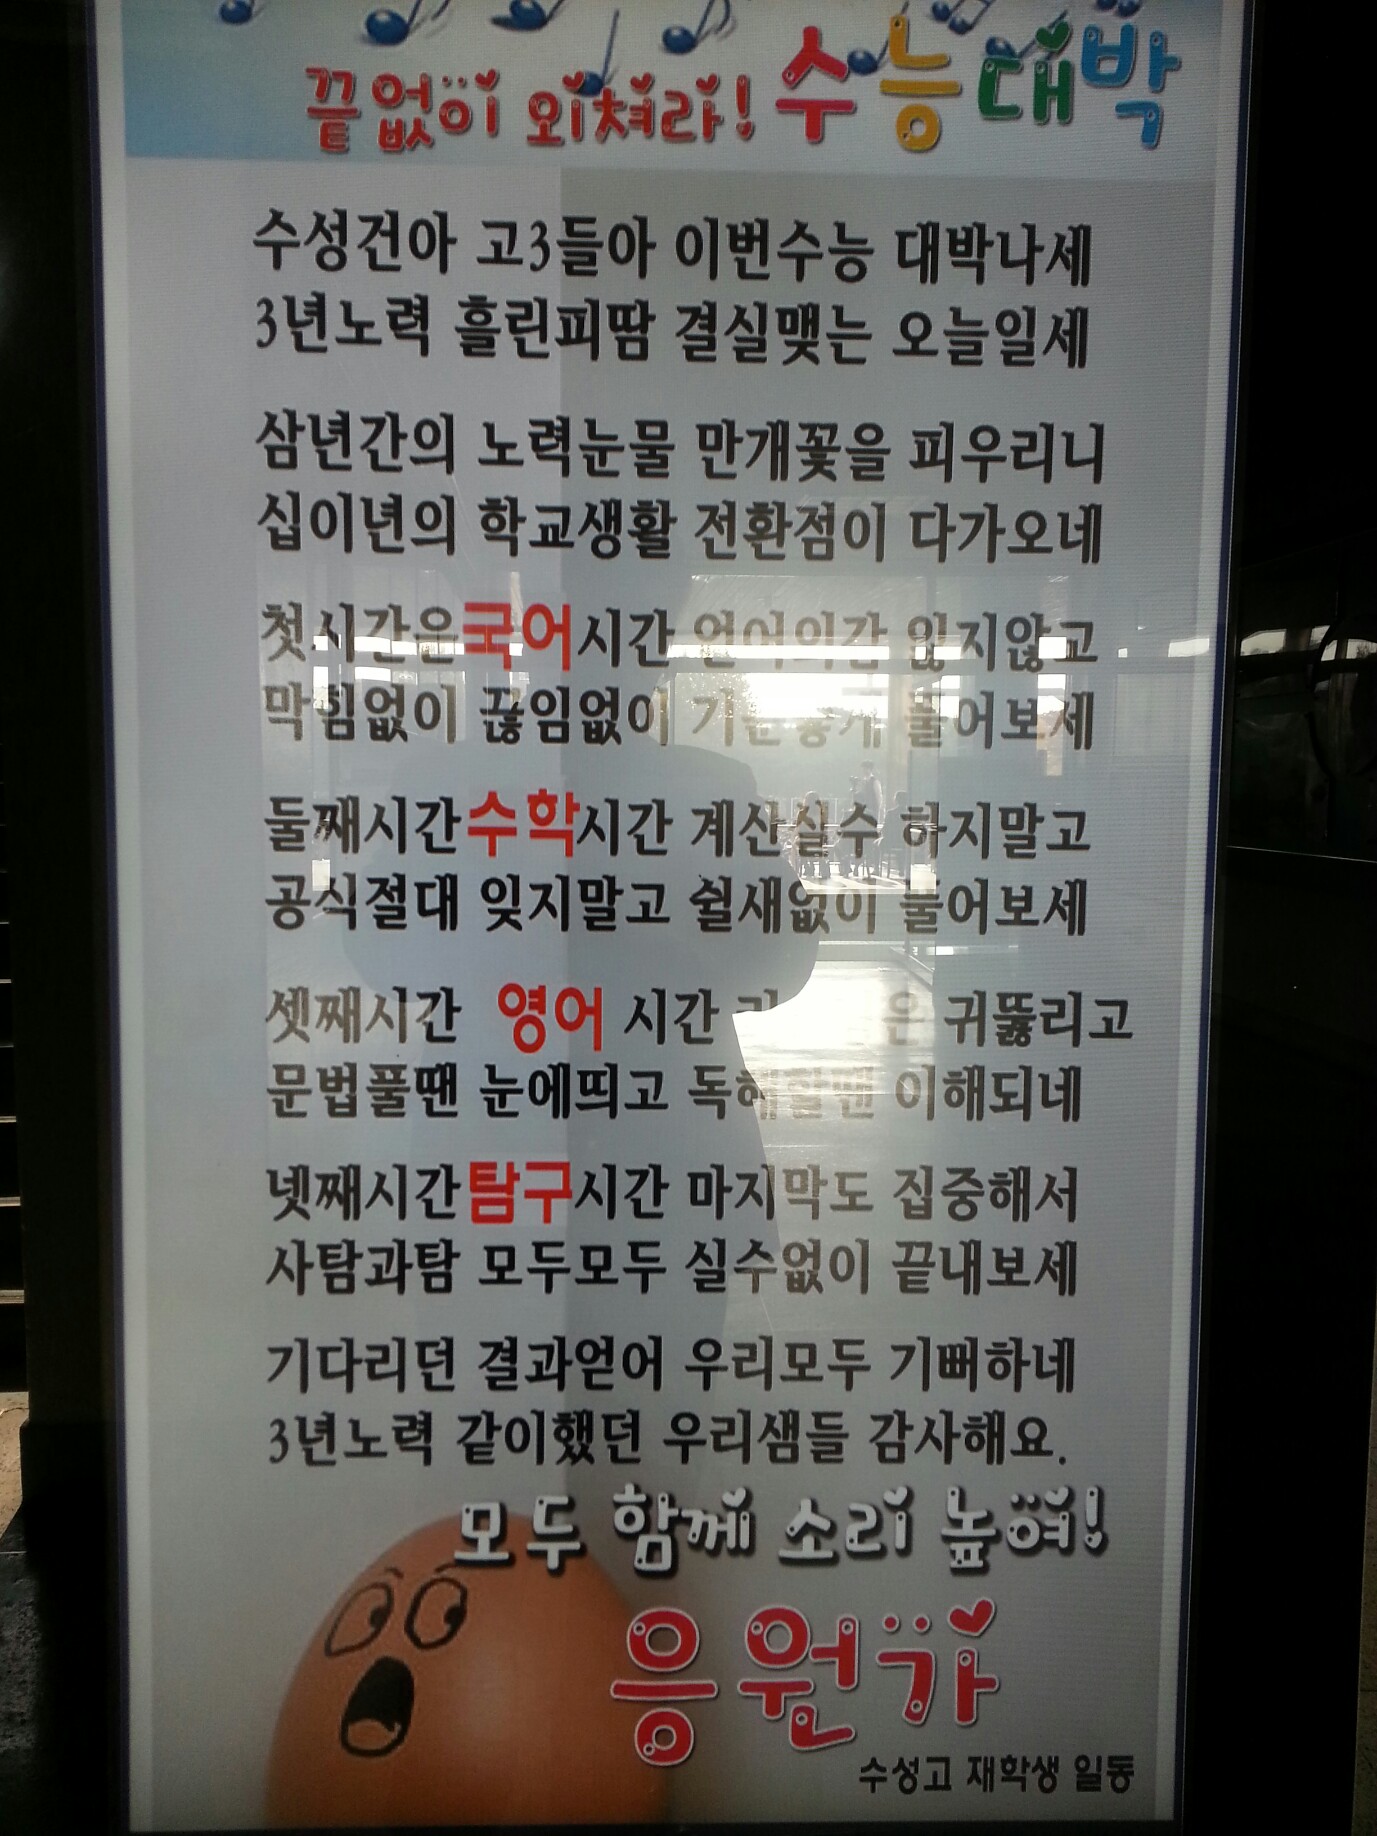 끝없이 외쳐라! 수능대박
수성건아 고3들아 이번수능 대박나세
3년노력 흘린피땀 결실맺는 오늘일세
삼년간의 노력눈물 만개꽃을 피우리니
십이년의 학교생활 전환점이 다가오네
첫시간은국어시간 언어의감 잃지않고
막힘없이 끊임없이 풀어보세
둘째시간수학시간 계산실수 하지말고
공식절대 잊지말고 쉴새없이 풀어보세
셋째시간 영어 시간 귀뚫리고
문법풀땐 눈에띄고 독해할땐 이해되네
넷째시간탐구시간 마지막도 집중해서
사탐과탐 모두모두 실수없이 끝내보세
기다리던 결과얻어 우리모두 기뻐하네
3년노력 같이했던 우리샘들 감사해요.
모두 함께 소리 높여!
응원가
수성고 재학생 일동